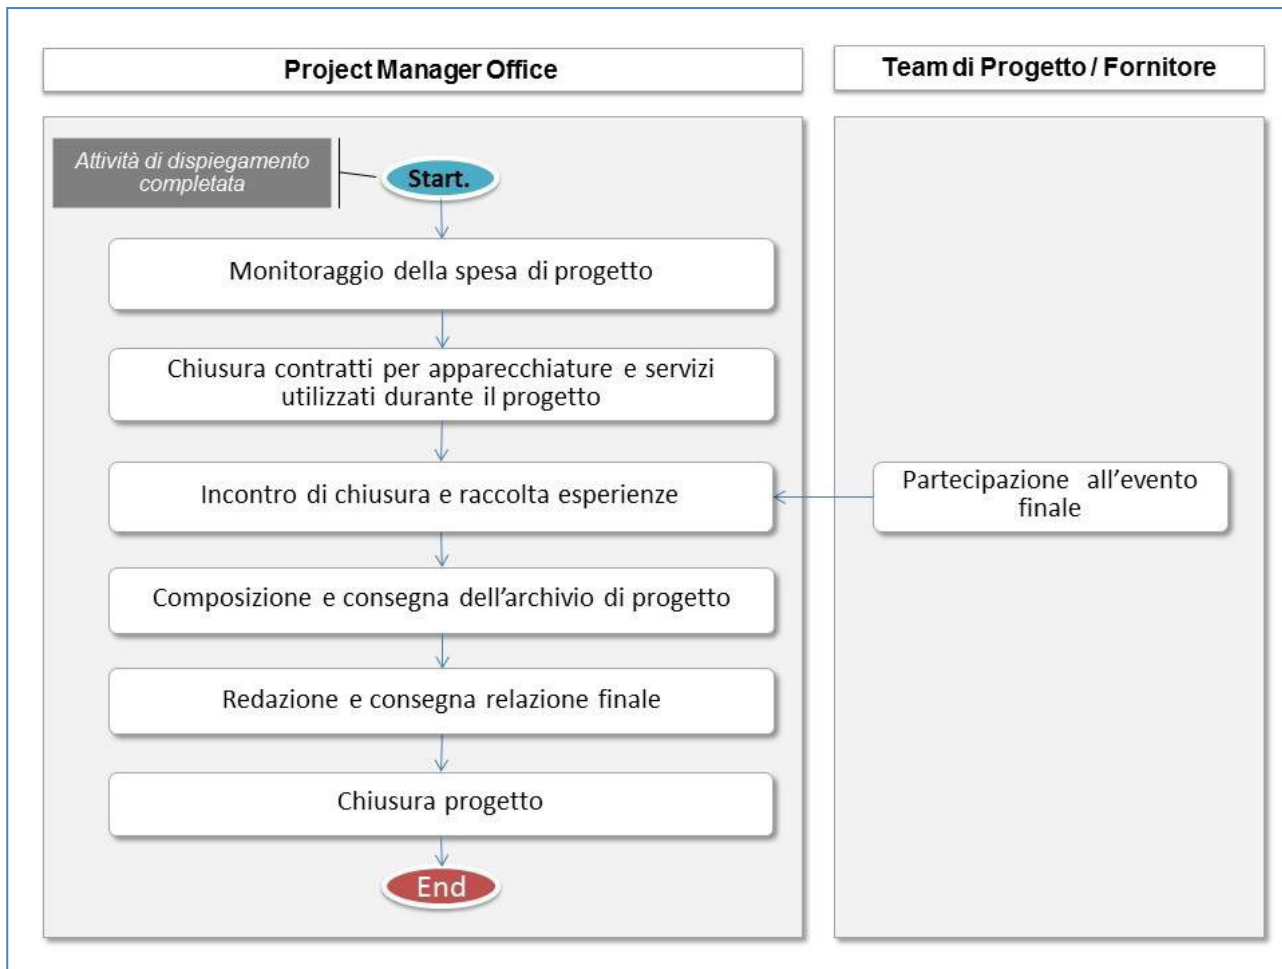 Project Manager Office
Team di Progetto / Fornitore
Attività di dispiegamento
completata
Start.
Monitoraggio della spesa di progetto
Chiusura contratti per apparecchiature e servizi
utilizzati durante il progetto
Incontro di chiusura e raccolta esperienze
Partecipazione all’evento
finale
Composizione e consegna dell’archivio di progetto
Redazione e consegna relazione finale
Chiusura progetto
End